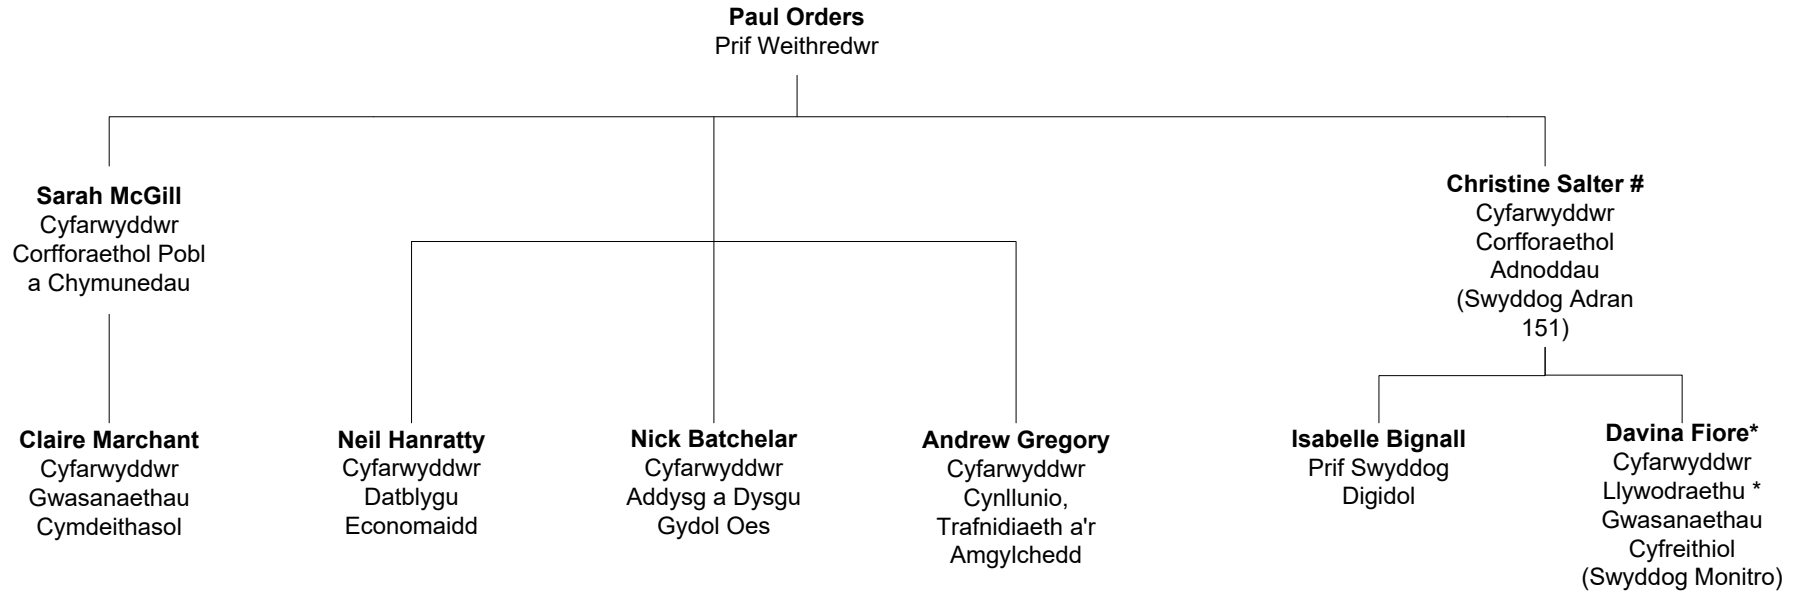 Paul Orders
Prif Weithredwr
Sarah McGill
Cyfarwyddwr
Corfforaethol Pobl
a Chymunedau
Christine Salter #
Cyfarwyddwr
Corfforaethol
Adnoddau
(Swyddog Adran
151)
Claire Marchant
Cyfarwyddwr
Gwasanaethau
Cymdeithasol
Neil Hanratty
Cyfarwyddwr
Datblygu
Economaidd
Nick Batchelar
Cyfarwyddwr
Addysg a Dysgu
Gydol Oes
Andrew Gregory
Cyfarwyddwr
Cynllunio,
Trafnidiaeth a'r
Amgylchedd
Isabelle Bignall
Prif Swyddog
Digidol
Davina Fiore*
Cyfarwyddwr
Llywodraethu *
Gwasanaethau
Cyfreithiol
(Swyddog Monitro)